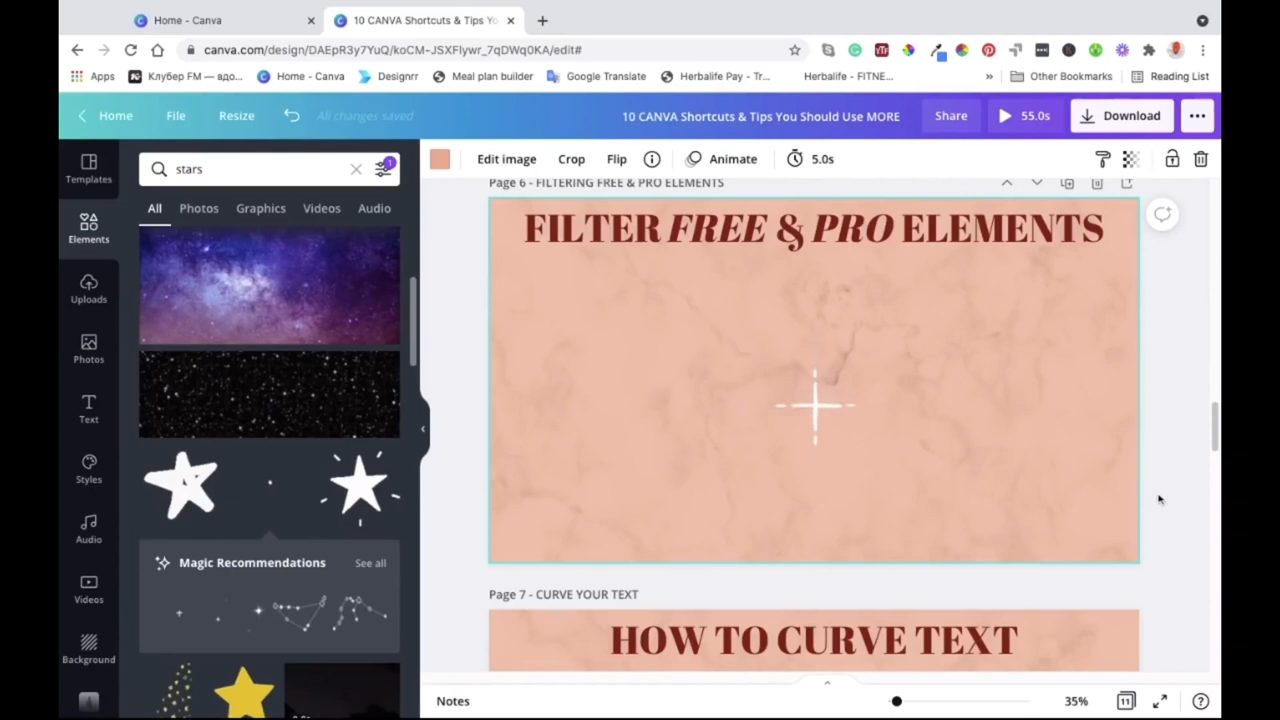 Home - Canva
10 CANVA Shortcuts & Tips Yo
canva.com/design/DAEpR3y7YuQ/koCM-JSXFlywr_7qDWq0KA/edit#
Apps
Клубер FM — вдо...
Home - Canva
Designrr
Meal plan builder
Google Translate
Herbalife Pay - Tr...
Herbalife - FITNE...
»
Other Bookmarks
Reading List
Home
File
Resize
All changes saved
10 CANVA Shortcuts & Tips You Should Use MORE
Share
55.0s
Download
Templates
Elements
Uploads
Photos
Text
Styles
Audio
Videos
Background
stars
1
All
Photos
Graphics
Videos
Audio
Magic Recommendations
See all
Edit image
Crop
Flip
Animate
5.0s
Page 6 - FILTERING FREE & PRO ELEMENTS
FILTER FREE & PRO ELEMENTS
Page 7 - CURVE YOUR TEXT
HOW TO CURVE TEXT
Notes
35%
11